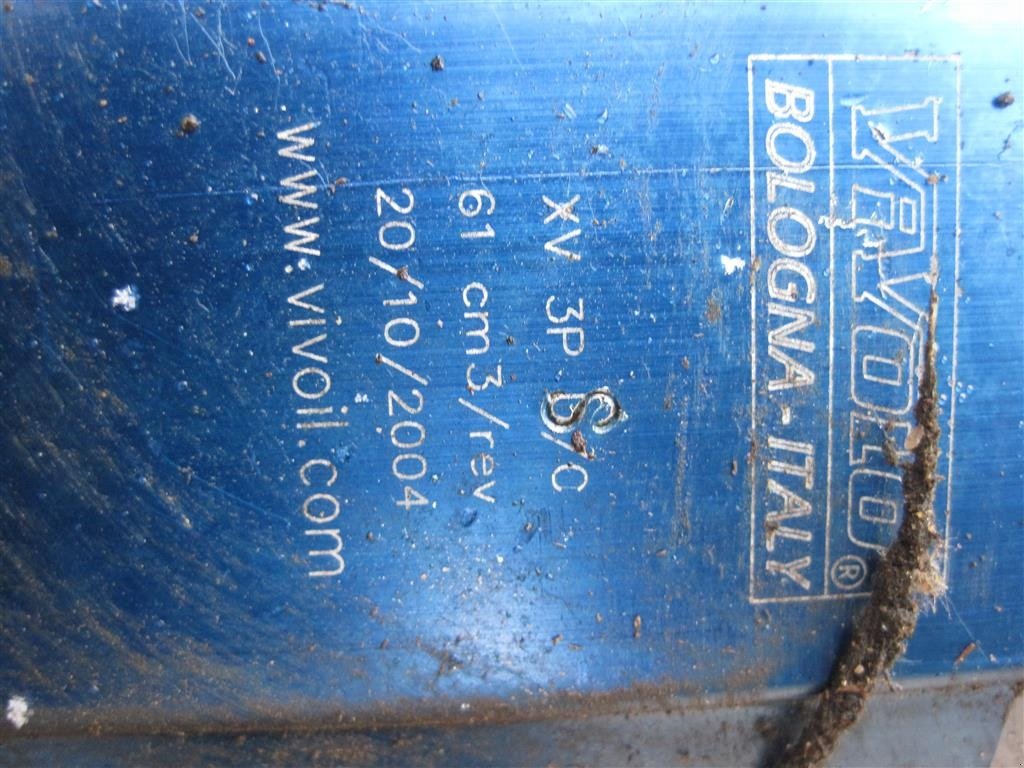 VIVOIL®
BOLOGNA-ITALY
XV 3P S/C
61 cm3/rev
20/10/2004
www.vivoil.com